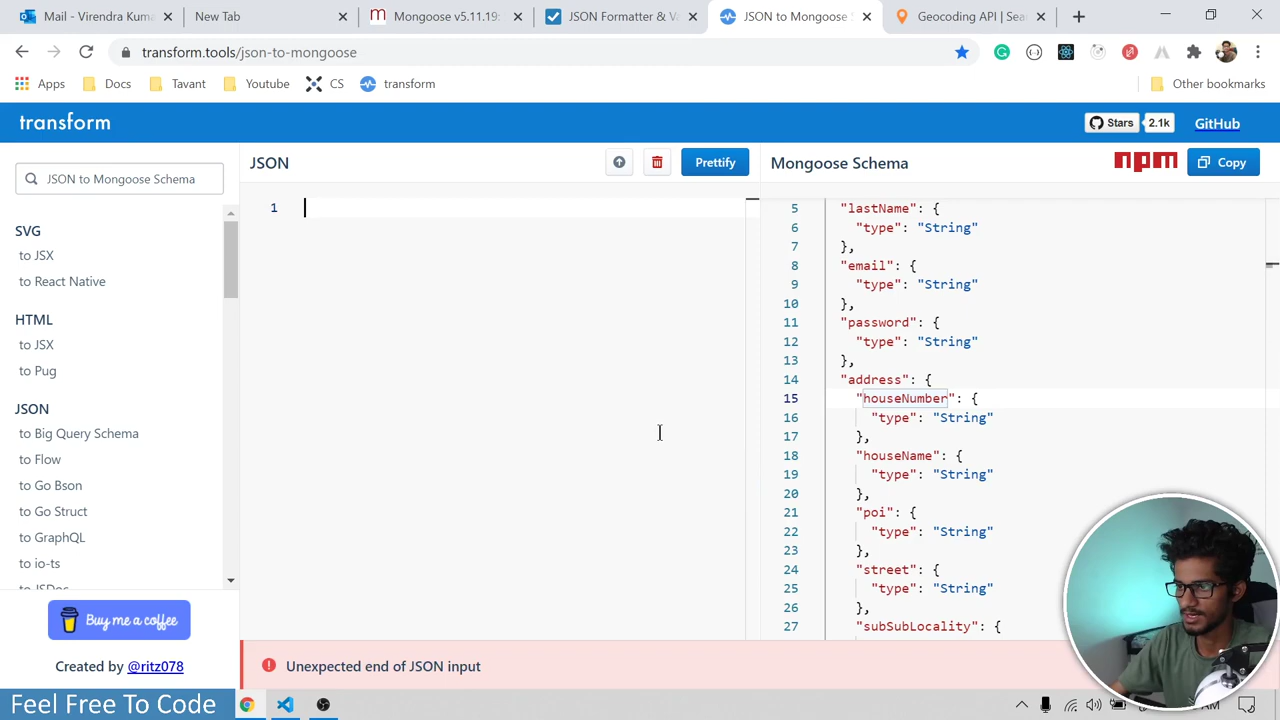 Mail - Virendra Kuma
New Tab
Mongoose v5.11.19:
JSON Formatter & Va
JSON to Mongoose S
Geocoding API | Sea
transform.tools/json-to-mongoose
Apps
Docs
Tavant
Youtube
CS
transform
Other bookmarks
transform
Stars
2.1k
GitHub
JSON to Mongoose Schema
SVG
to JSX
to React Native
HTML
to JSX
to Pug
JSON
to Big Query Schema
to Flow
to Go Bson
to Go Struct
to GraphQL
to io-ts
to JSDoc
Buy me a coffee
Created by @ritz078
JSON
Prettify
1
Mongoose Schema
npm
Copy
5 "lastName": {
6 "type": "String"
7 },
8 "email": {
9 "type": "String"
10 },
11 "password": {
12 "type": "String"
13 },
14 "address": {
15 "houseNumber": {
16 "type": "String"
17 },
18 "houseName": {
19 "type": "String"
20 },
21 "poi": {
22 "type": "String"
23 },
24 "street": {
25 "type": "String"
26 },
27 "subSubLocality": {
Unexpected end of JSON input
Feel Free To Code